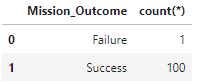 Mission_Outcome count(*)
0 Failure 1
1 Success 100